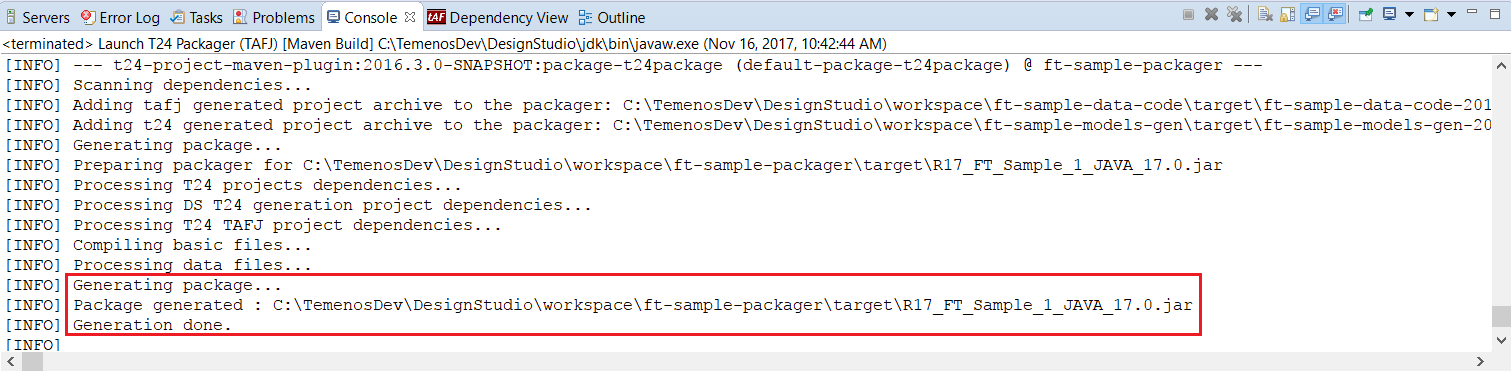 Servers Error Log Tasks Problems Console TAF Dependency View Outline
<terminated> Launch T24 Packager (TAFJ) [Maven Build] C:\TemenosDev\DesignStudio\jdk\bin\javaw.exe (Nov 16, 2017, 10:42:44 AM)
[INFO] --- t24-project-maven-plugin:2016.3.0-SNAPSHOT:package-t24package (default-package-t24package) @ ft-sample-packager ---
[INFO] Scanning dependencies...
[INFO] Adding tafj generated project archive to the packager: C:\TemenosDev\DesignStudio\workspace\ft-sample-data-code\target\ft-sample-data-code-201
[INFO] Adding t24 generated project archive to the packager: C:\TemenosDev\DesignStudio\workspace\ft-sample-models-gen\target\ft-sample-models-gen-20
[INFO] Generating package...
[INFO] Preparing packager for C:\TemenosDev\DesignStudio\workspace\ft-sample-packager\target\R17_FT_Sample_1_JAVA_17.0.jar
[INFO] Processing T24 projects dependencies...
[INFO] Processing DS T24 generation project dependencies...
[INFO] Processing T24 TAFJ project dependencies...
[INFO] Compiling basic files...
[INFO] Processing data files...
[INFO] Generating package...
[INFO] Package generated : C:\TemenosDev\DesignStudio\workspace\ft-sample-packager\target\R17_FT_Sample_1_JAVA_17.0.jar
[INFO] Generation done.
[INFO]